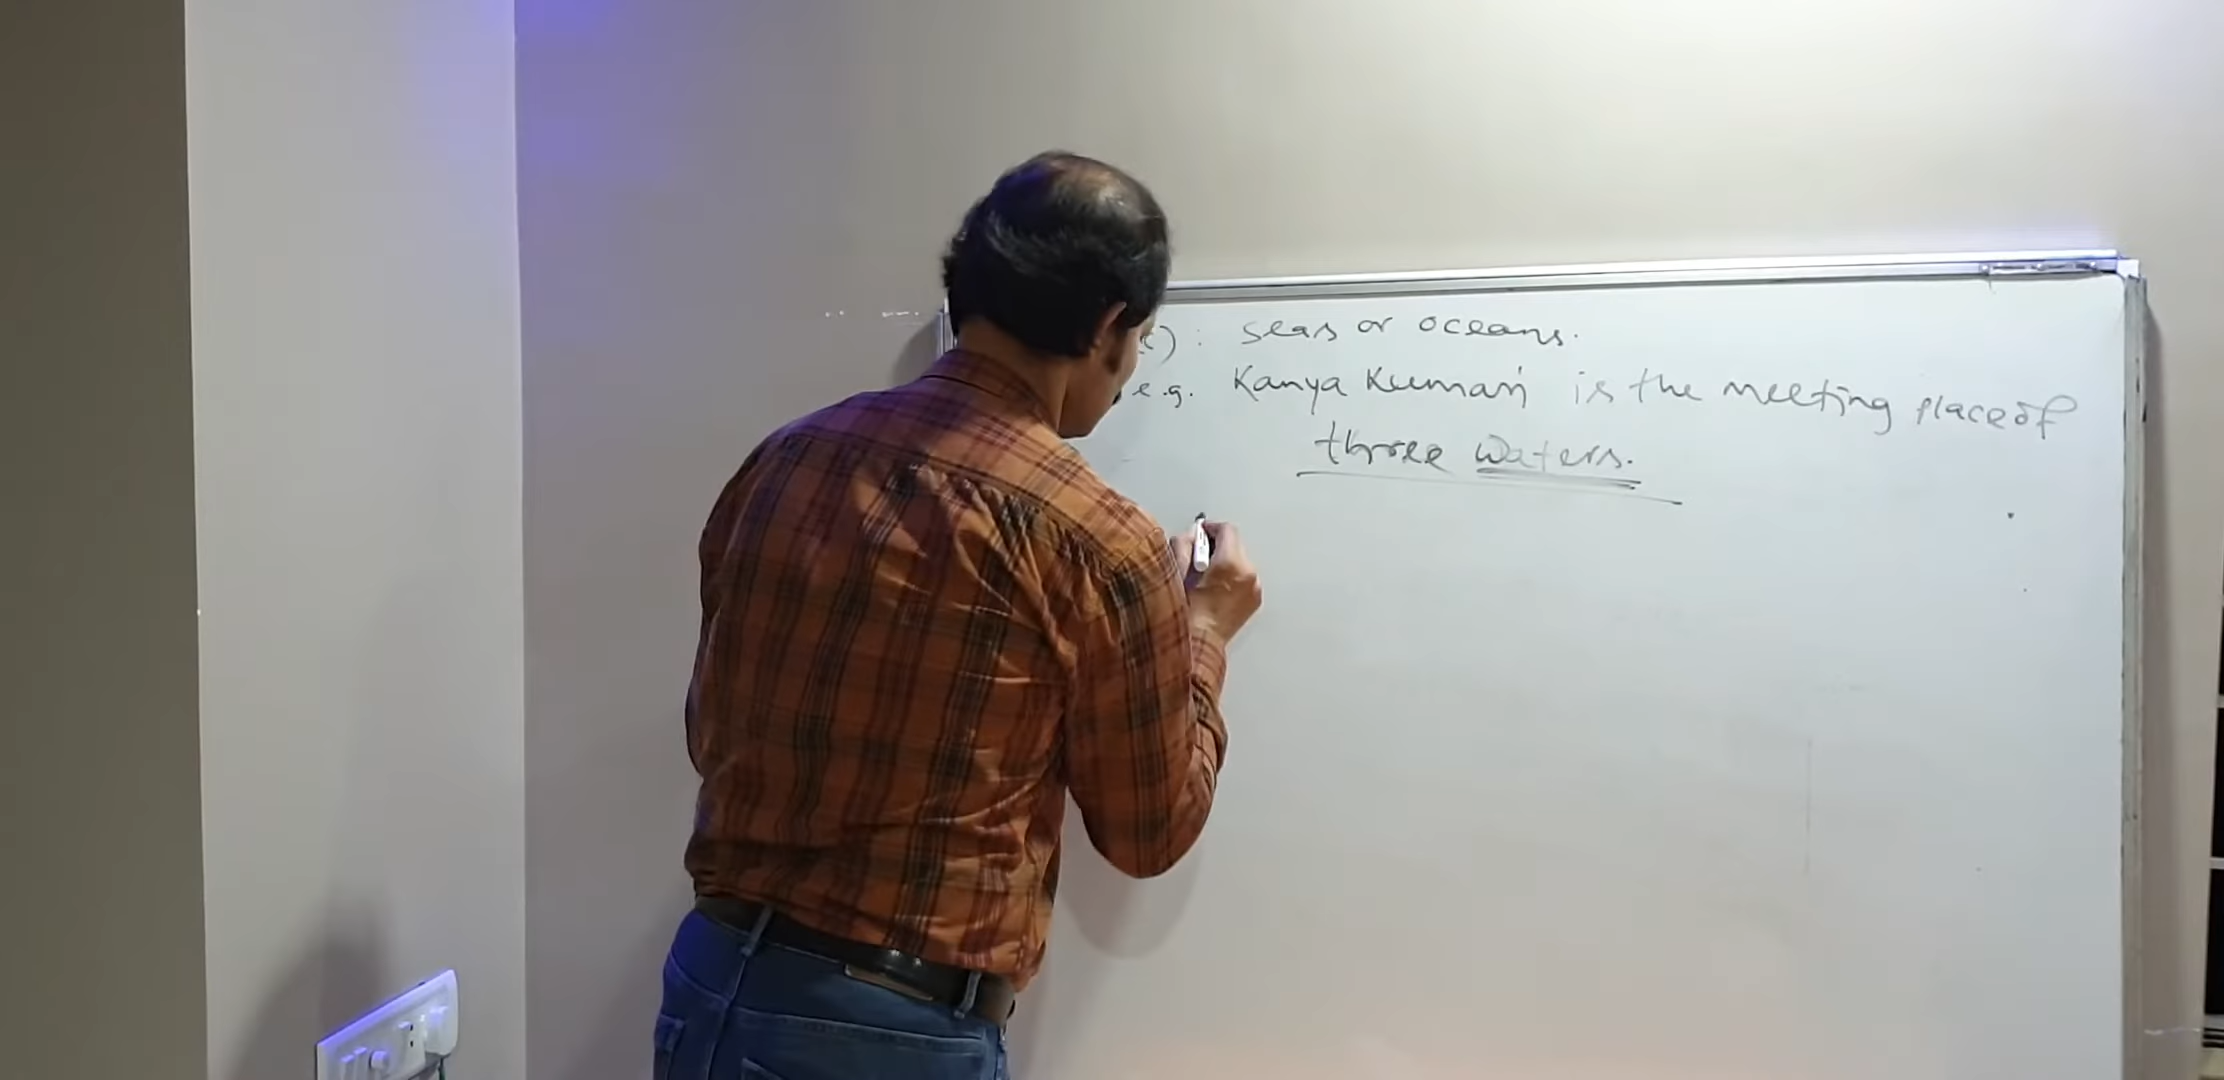 ): seas or oceans.
e.g. Kanya Kumari is the meeting place of
three waters.